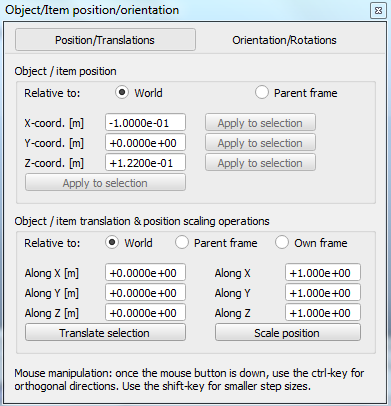 Object/Item position/orientation
Position/Translations Orientation/Rotations
Object / item position
Relative to: World Parent frame
X-coord. [m] -1.0000e-01 Apply to selection
Y-coord. [m] +0.0000e+00 Apply to selection
Z-coord. [m] +1.2200e-01 Apply to selection
Apply to selection
Object / item translation & position scaling operations
Relative to: World Parent frame Own frame
Along X [m] +0.0000e+00 Along X +1.000e+00
Along Y [m] +0.0000e+00 Along Y +1.000e+00
Along Z [m] +0.0000e+00 Along Z +1.000e+00
Translate selection Scale position
Mouse manipulation: once the mouse button is down, use the ctrl-key for
orthogonal directions. Use the shift-key for smaller step sizes.